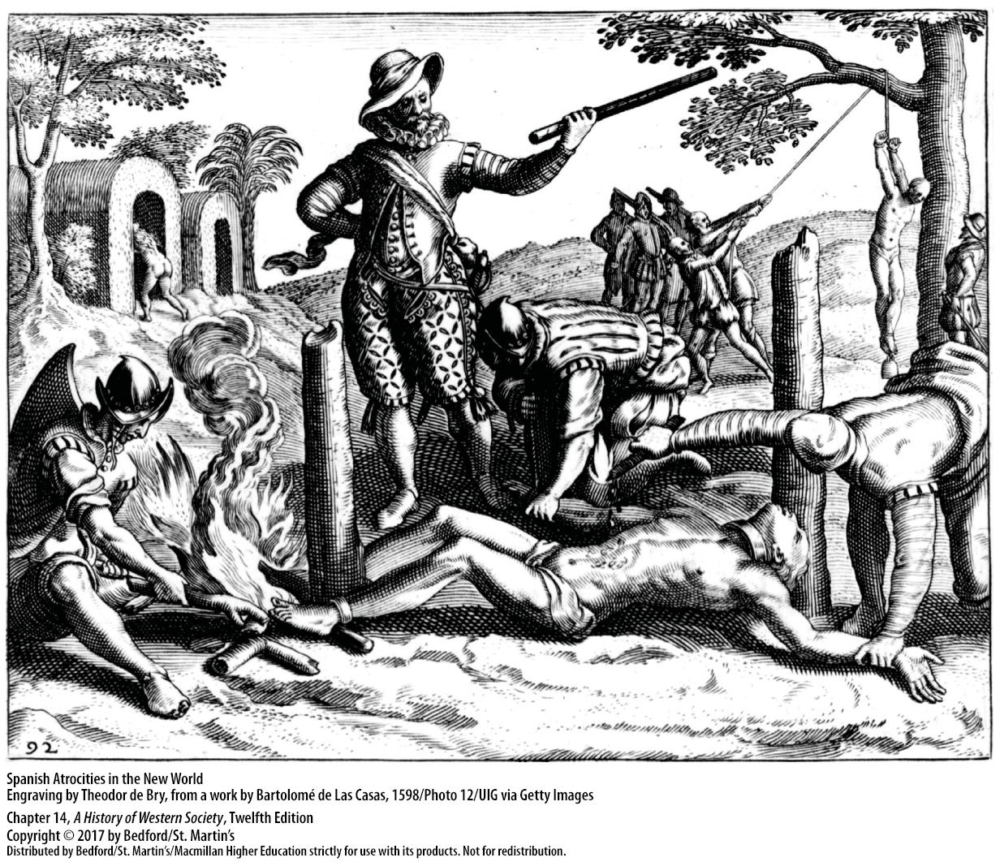 92
Spanish Atrocities in the New World
Engraving by Theodor de Bry, from a work by Bartolomé de Las Casas, 1598/Photo 12/UIG via Getty Images
Chapter 14, A History of Western Society, Twelfth Edition
Copyright © 2017 by Bedford/St. Martin’s
Distributed by Bedford/St. Martin’s/Macmillan Higher Education strictly for use with its products. Not for redistribution.